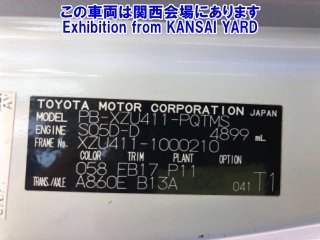 この車両は関西会場にあります
Exhibition from KANSAI YARD
TOYOTA MOTOR CORPORATION JAPAN
MODEL PB-XZU411-PQTMS
ENGINE S05D-D 4899 mL
FRAME No. XZU411-1000210
COLOR TRIM PLANT OPTION
058 FB17 P11
TRANS./AXLE A860E B13A 041 T1